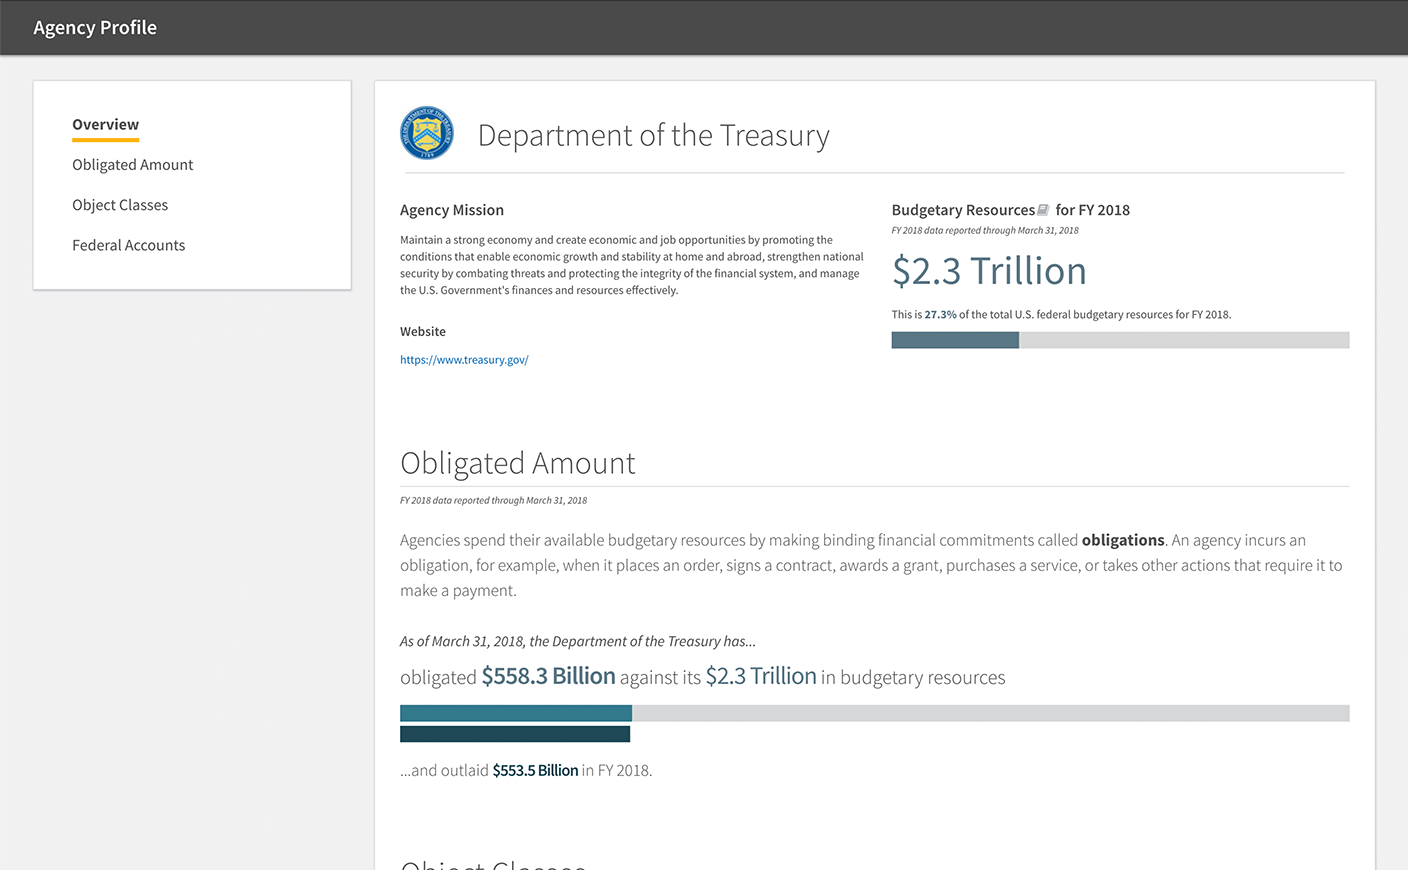 Agency Profile
Overview
Obligated Amount
Object Classes
Federal Accounts
THE DEPARTMENT OF THE TREASURY
1789
Department of the Treasury
Agency Mission
Maintain a strong economy and create economic and job opportunities by promoting the
conditions that enable economic growth and stability at home and abroad, strengthen national
security by combating threats and protecting the integrity of the financial system, and manage
the U.S. Government's finances and resources effectively.
Website
https://www.treasury.gov/
Budgetary Resources for FY 2018
FY 2018 data reported through March 31, 2018
$2.3 Trillion
This is 27.3% of the total U.S. federal budgetary resources for FY 2018.
Obligated Amount
FY 2018 data reported through March 31, 2018
Agencies spend their available budgetary resources by making binding financial commitments called obligations. An agency incurs an
obligation, for example, when it places an order, signs a contract, awards a grant, purchases a service, or takes other actions that require it to
make a payment.
As of March 31, 2018, the Department of the Treasury has...
obligated $558.3 Billion against its $2.3 Trillion in budgetary resources
...and outlaid $553.5 Billion in FY 2018.
Object Classes